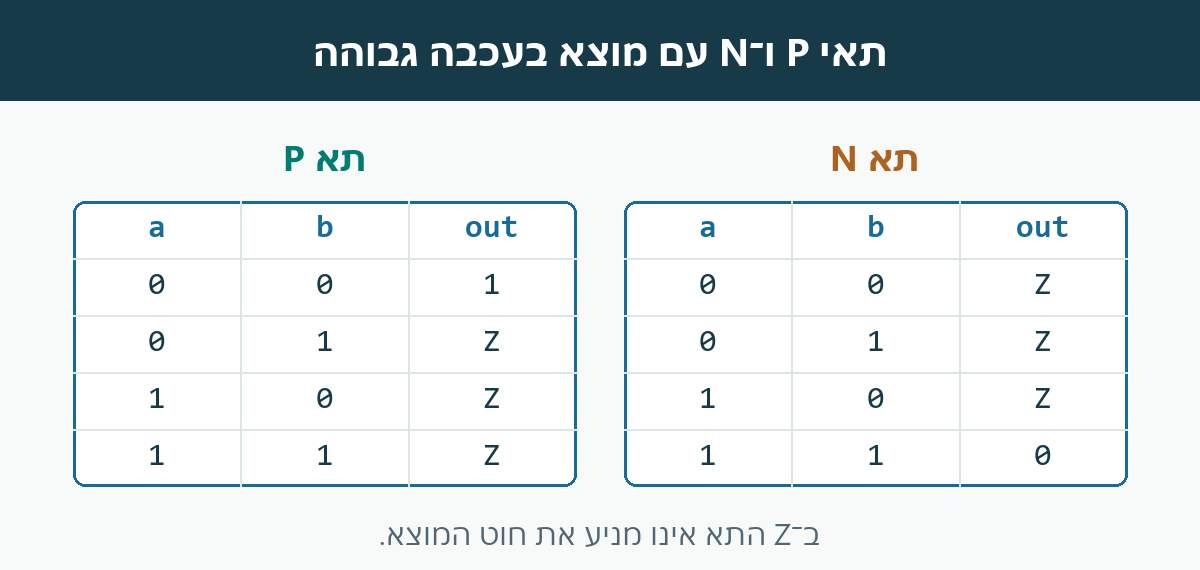 תאי P ו־N עם מוצא בעכבה גבוהה
תא P
a b out
0 0 1
0 1 Z
1 0 Z
1 1 Z
תא N
a b out
0 0 Z
0 1 Z
1 0 Z
1 1 0
ב־Z התא אינו מניע את חוט המוצא.